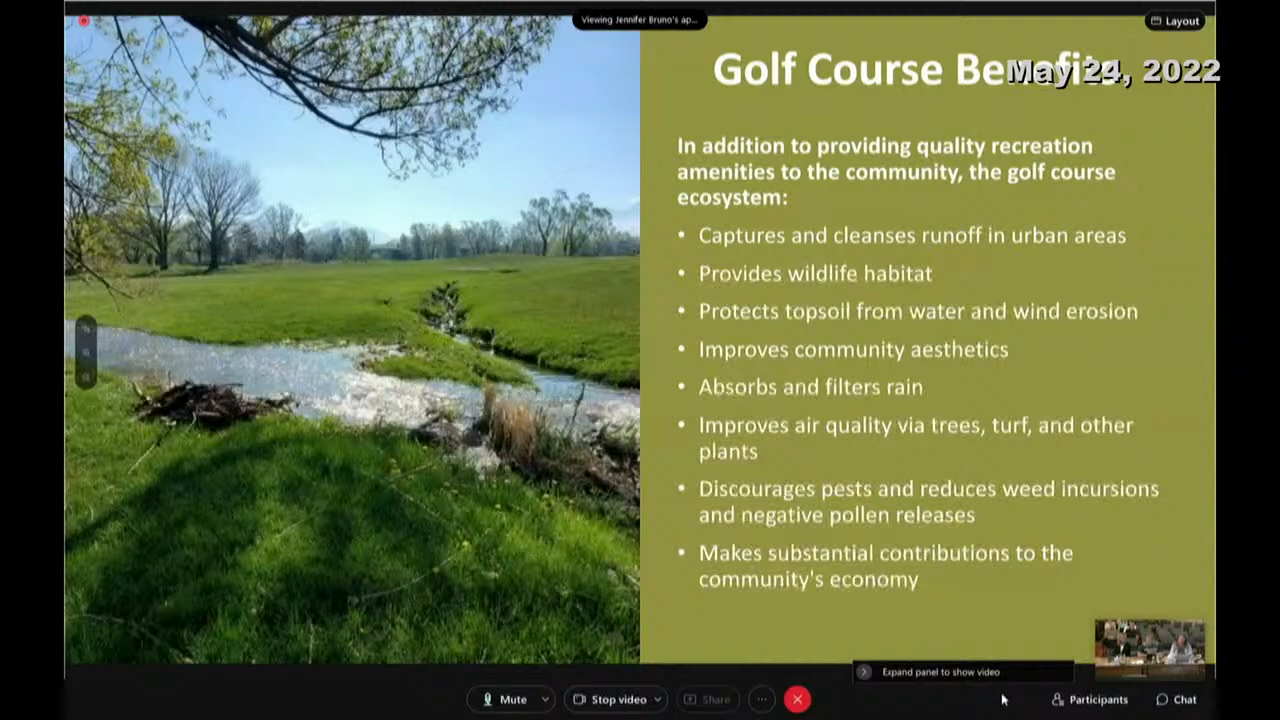 Viewing Jennifer Bruno's ap...
Layout
Golf Course Benefits
May 24, 2022
In addition to providing quality recreation
amenities to the community, the golf course
ecosystem:
• Captures and cleanses runoff in urban areas
• Provides wildlife habitat
• Protects topsoil from water and wind erosion
• Improves community aesthetics
• Absorbs and filters rain
• Improves air quality via trees, turf, and other
plants
• Discourages pests and reduces weed incursions
and negative pollen releases
• Makes substantial contributions to the
community's economy
Expand panel to show video
Mute
Stop video
Share
Participants
Chat